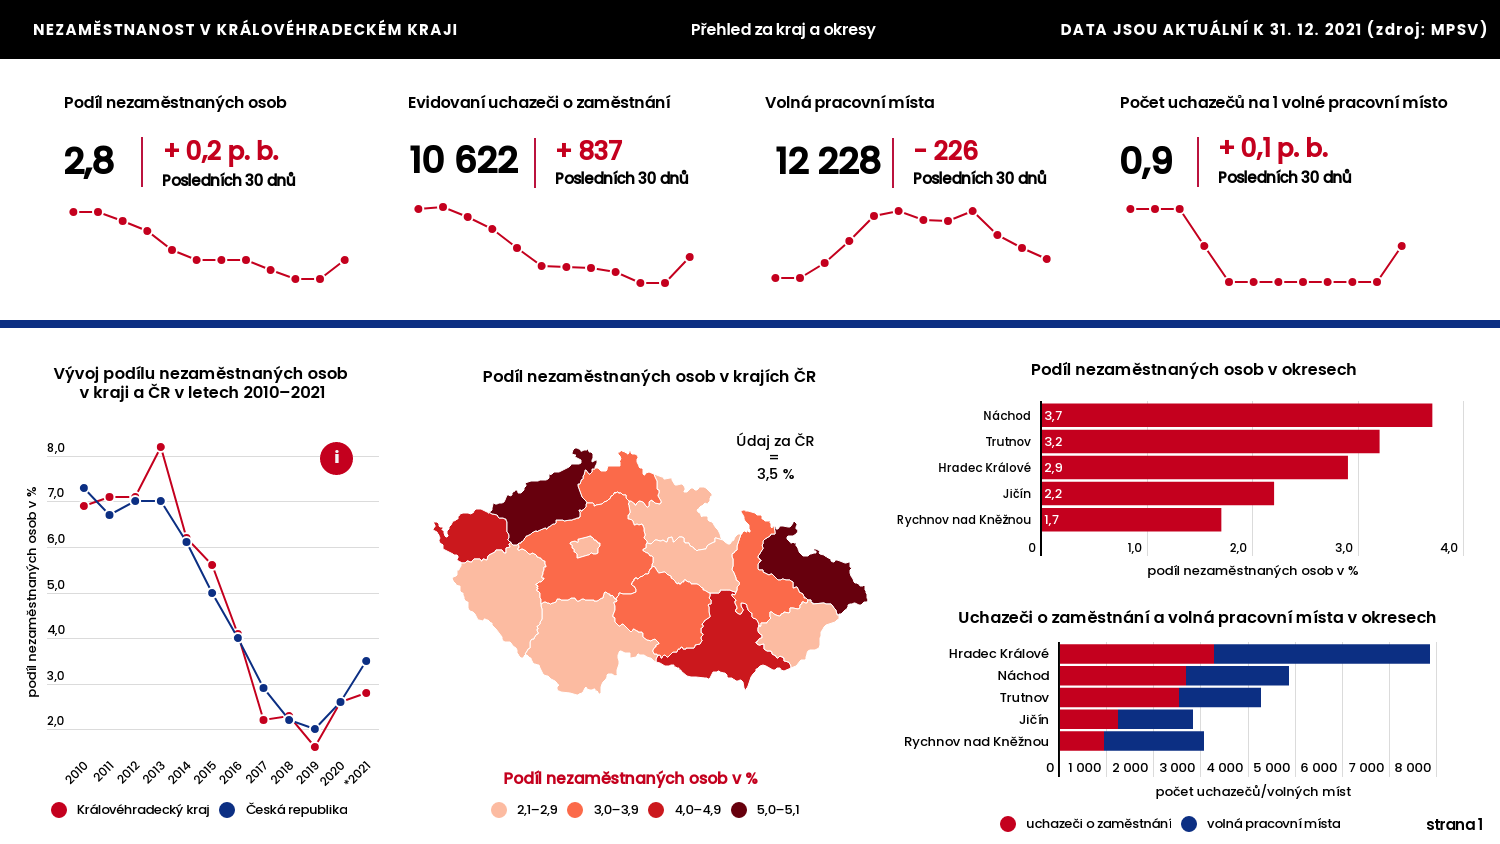 NEZAMĚSTNANOST V KRÁLOVÉHRADECKÉM KRAJI
Přehled za kraj a okresy
DATA JSOU AKTUÁLNÍ K 31. 12. 2021 (zdroj: MPSV)
Podíl nezaměstnaných osob
2,8
+ 0,2 p. b.
Posledních 30 dnů
Evidovaní uchazeči o zaměstnání
10 622
+ 837
Posledních 30 dnů
Volná pracovní místa
12 228
- 226
Posledních 30 dnů
Počet uchazečů na 1 volné pracovní místo
0,9
+ 0,1 p. b.
Posledních 30 dnů
Vývoj podílu nezaměstnaných osob
v kraji a ČR v letech 2010–2021
i
podíl nezaměstnaných osob v %
8,0
7,0
6,0
5,0
4,0
3,0
2,0
2010
2011
2012
2013
2014
2015
2016
2017
2018
2019
2020
*2021
Královéhradecký kraj
Česká republika
Podíl nezaměstnaných osob v krajích ČR
Údaj za ČR
=
3,5 %
Podíl nezaměstnaných osob v %
2,1–2,9
3,0–3,9
4,0–4,9
5,0–5,1
Podíl nezaměstnaných osob v okresech
Náchod 3,7
Trutnov 3,2
Hradec Králové 2,9
Jičín 2,2
Rychnov nad Kněžnou 1,7
0 1,0 2,0 3,0 4,0
podíl nezaměstnaných osob v %
Uchazeči o zaměstnání a volná pracovní místa v okresech
Hradec Králové
Náchod
Trutnov
Jičín
Rychnov nad Kněžnou
0 1 000 2 000 3 000 4 000 5 000 6 000 7 000 8 000
počet uchazečů/volných míst
uchazeči o zaměstnání
volná pracovní místa
strana 1